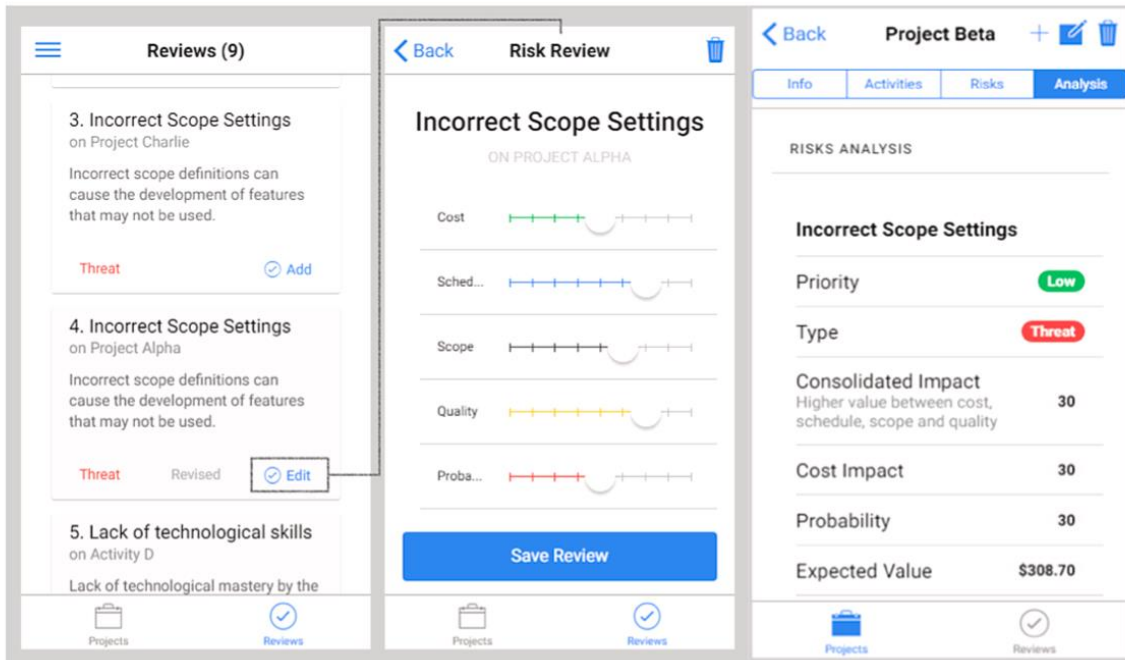 Reviews (9)
3. Incorrect Scope Settings
on Project Charlie
Incorrect scope definitions can
cause the development of features
that may not be used.
Threat Add
4. Incorrect Scope Settings
on Project Alpha
Incorrect scope definitions can
cause the development of features
that may not be used.
Threat Revised Edit
5. Lack of technological skills
on Activity D
Lack of technological mastery by the
Projects Reviews
Back Risk Review
Incorrect Scope Settings
ON PROJECT ALPHA
Cost
Sched...
Scope
Quality
Proba...
Save Review
Projects Reviews
Back Project Beta
Info Activities Risks Analysis
RISKS ANALYSIS
Incorrect Scope Settings
Priority Low
Type Threat
Consolidated Impact
Higher value between cost, 30
schedule, scope and quality
Cost Impact 30
Probability 30
Expected Value $308.70
Projects Reviews